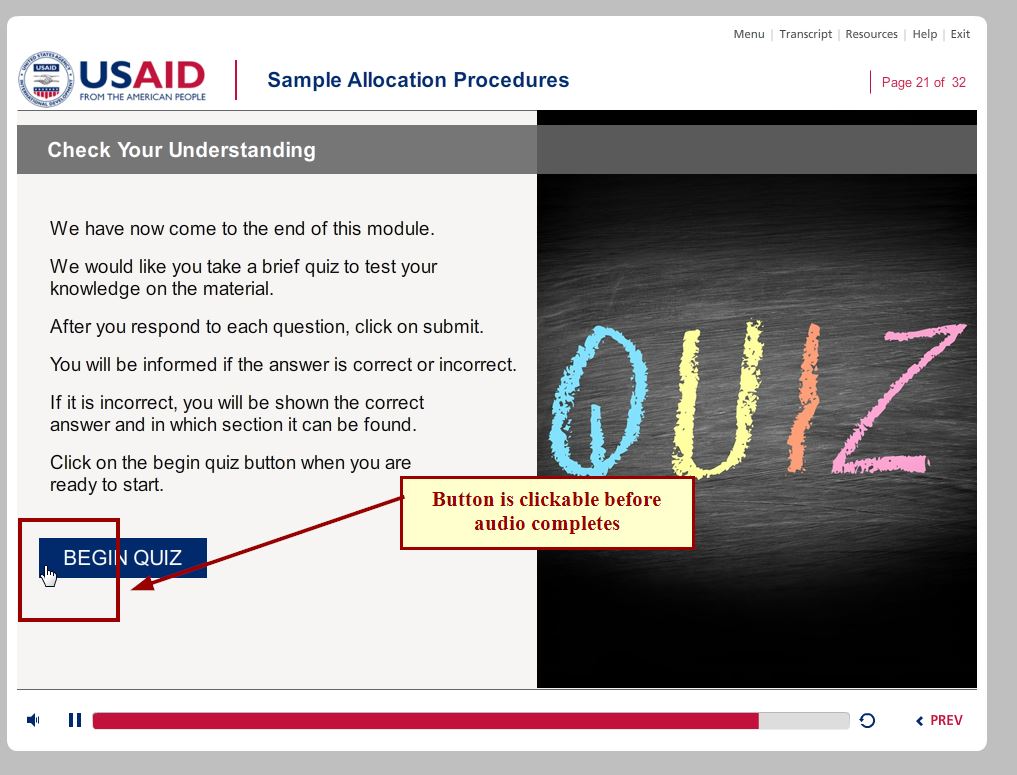 Menu | Transcript | Resources | Help | Exit
USAID
FROM THE AMERICAN PEOPLE
Sample Allocation Procedures
Page 21 of 32
Check Your Understanding
We have now come to the end of this module.
We would like you take a brief quiz to test your
knowledge on the material.
After you respond to each question, click on submit.
You will be informed if the answer is correct or incorrect.
If it is incorrect, you will be shown the correct
answer and in which section it can be found.
Click on the begin quiz button when you are
ready to start.
QUIZ
Button is clickable before
audio completes
BEGIN QUIZ
PREV